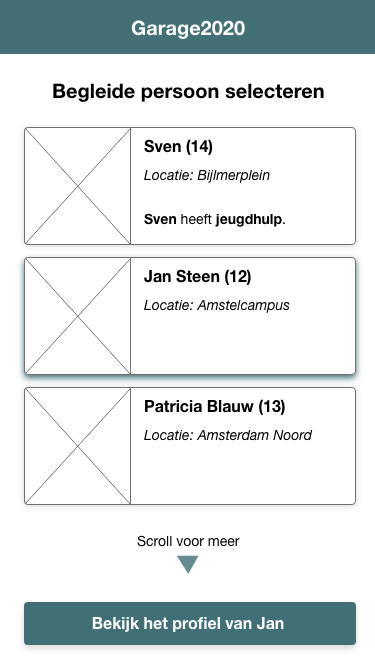 Garage2020
Begleide persoon selecteren
Sven (14)
Locatie: Bijlmerplein
Sven heeft jeugdhulp.
Jan Steen (12)
Locatie: Amstelcampus
Patricia Blauw (13)
Locatie: Amsterdam Noord
Scroll voor meer
Bekijk het profiel van Jan